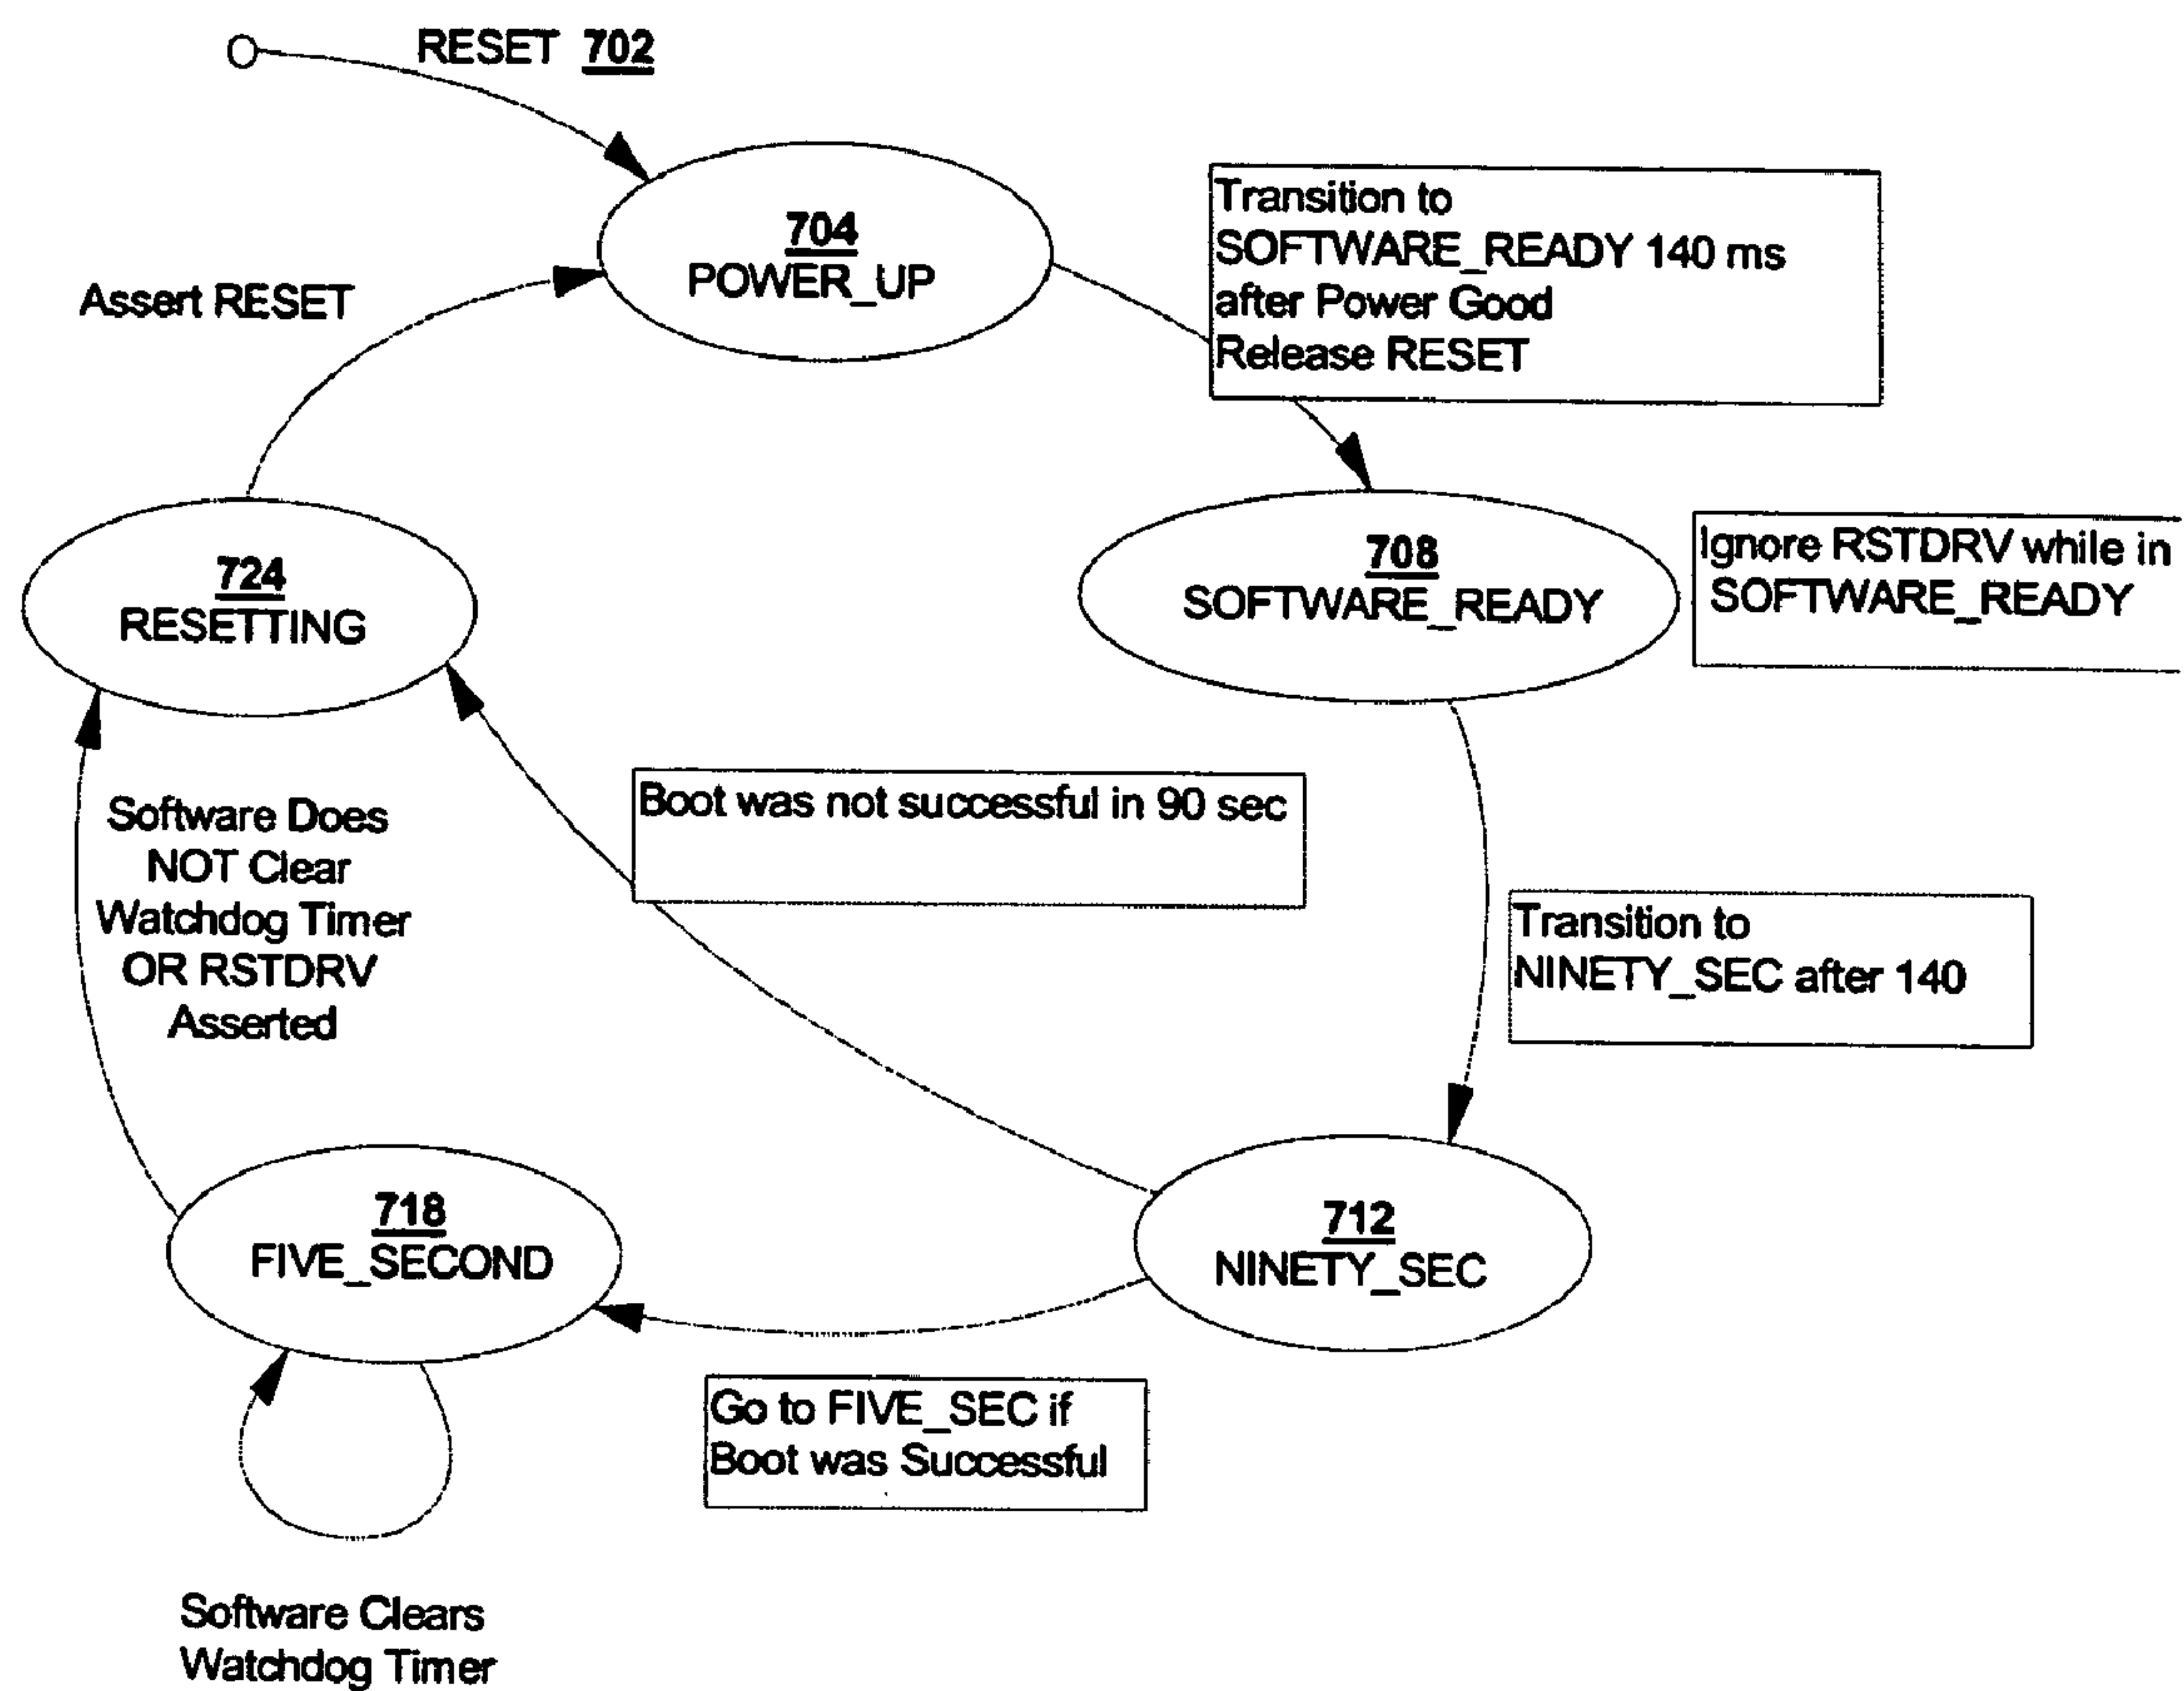 RESET 702
704
POWER_UP
Transition to
SOFTWARE_READY 140 ms
after Power Good
Release RESET
Assert RESET
708
SOFTWARE_READY
Ignore RSTDRV while in
SOFTWARE_READY
724
RESETTING
Boot was not successful in 90 sec
Software Does
NOT Clear
Watchdog Timer
OR RSTDRV
Asserted
Transition to
NINETY_SEC after 140
718
FIVE_SECOND
712
NINETY_SEC
Go to FIVE_SEC if
Boot was Successful
Software Clears
Watchdog Timer